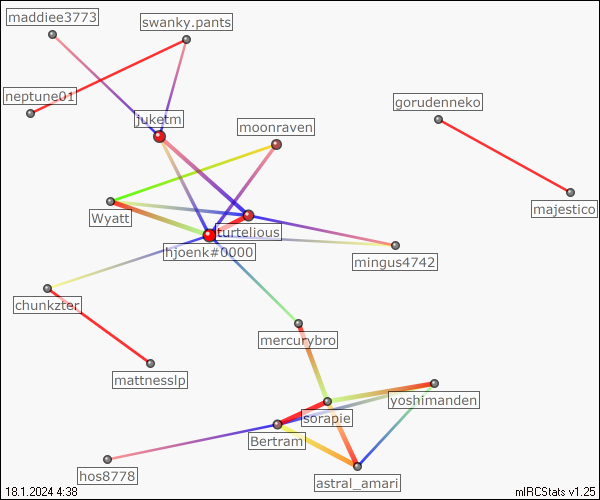 maddiee3773
swanky.pants
neptune01
gorudenneko
juketm
moonraven
majestico
Wyatt
turtelious
hjoenk#0000
mingus4742
chunkzter
mercurybro
mattnesslp
yoshimanden
sorapie
Bertram
hos8778
astral_amari
18.1.2024 4:38
mIRCStats v1.25